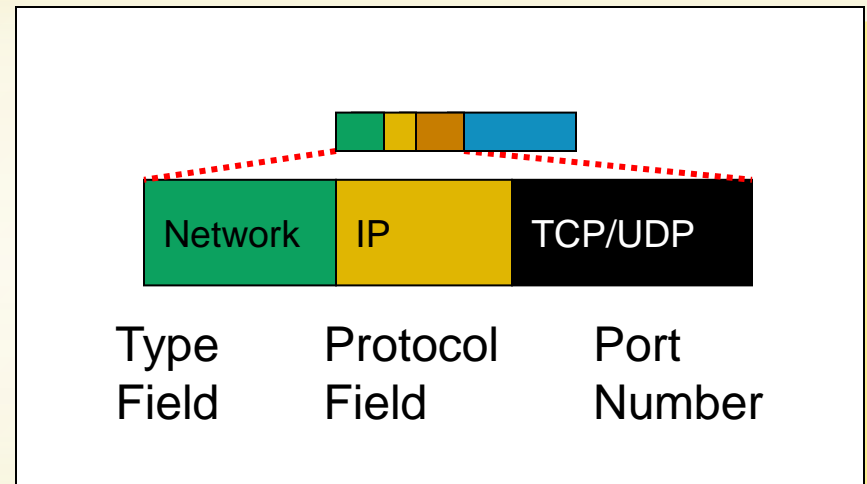 Network IP TCP/UDP
Type Protocol Port
Field Field Number